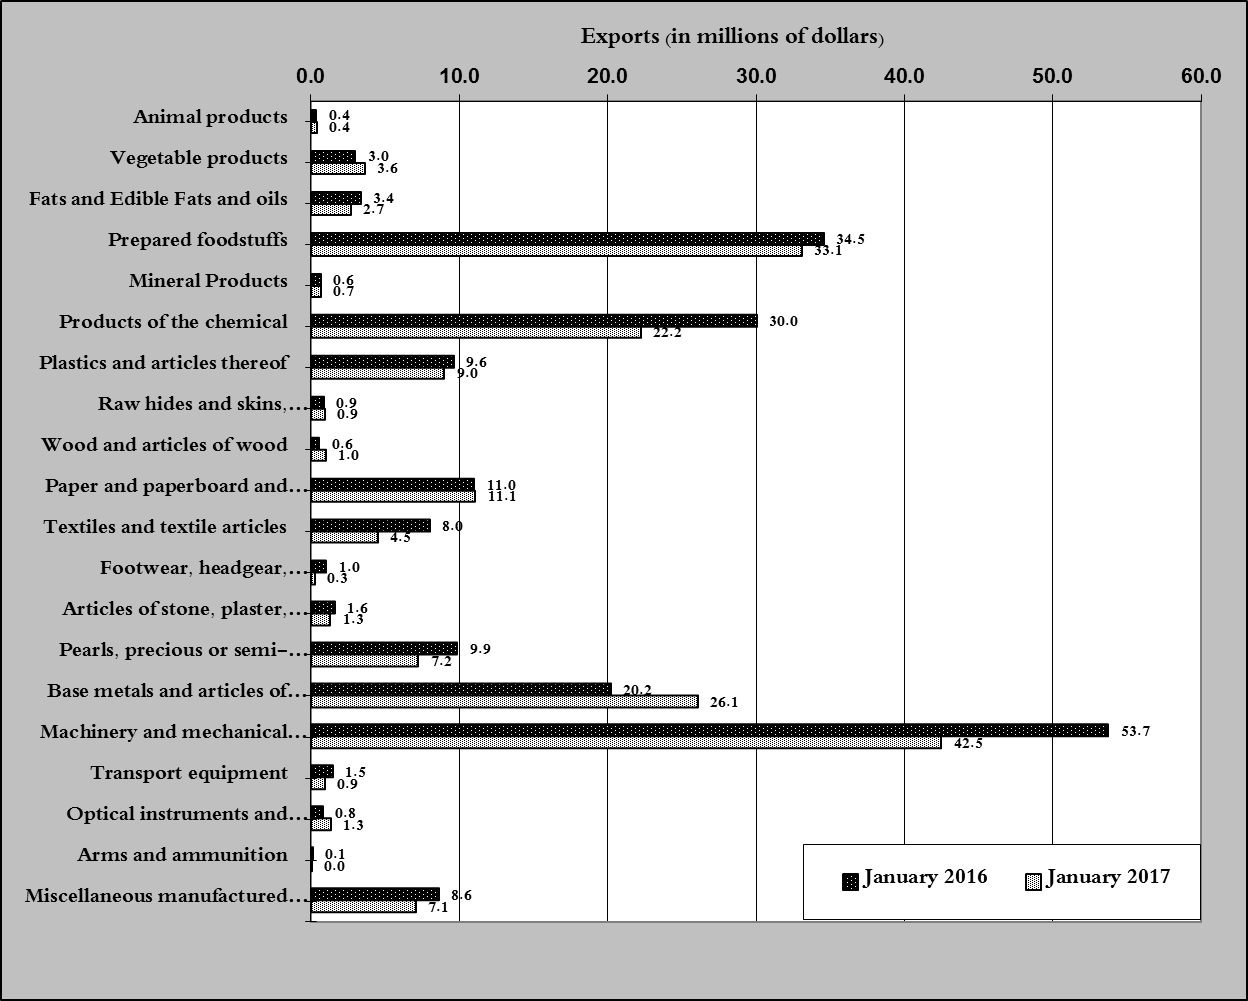 Exports (in millions of dollars)
0.0 10.0 20.0 30.0 40.0 50.0 60.0
Animal products 0.4
0.4
Vegetable products 3.0
3.6
Fats and Edible Fats and oils 3.4
2.7
Prepared foodstuffs 34.5
33.1
Mineral Products 0.6
0.7
Products of the chemical 30.0
22.2
Plastics and articles thereof 9.6
9.0
Raw hides and skins,... 0.9
0.9
Wood and articles of wood 0.6
1.0
Paper and paperboard and... 11.0
11.1
Textiles and textile articles 8.0
4.5
Footwear, headgear,... 1.0
0.3
Articles of stone, plaster,... 1.6
1.3
Pearls, precious or semi-... 9.9
7.2
Base metals and articles of... 20.2
26.1
Machinery and mechanical... 53.7
42.5
Transport equipment 1.5
0.9
Optical instruments and... 0.8
1.3
Arms and ammunition 0.1
0.0
January 2016 January 2017
Miscellaneous manufactured... 8.6
7.1